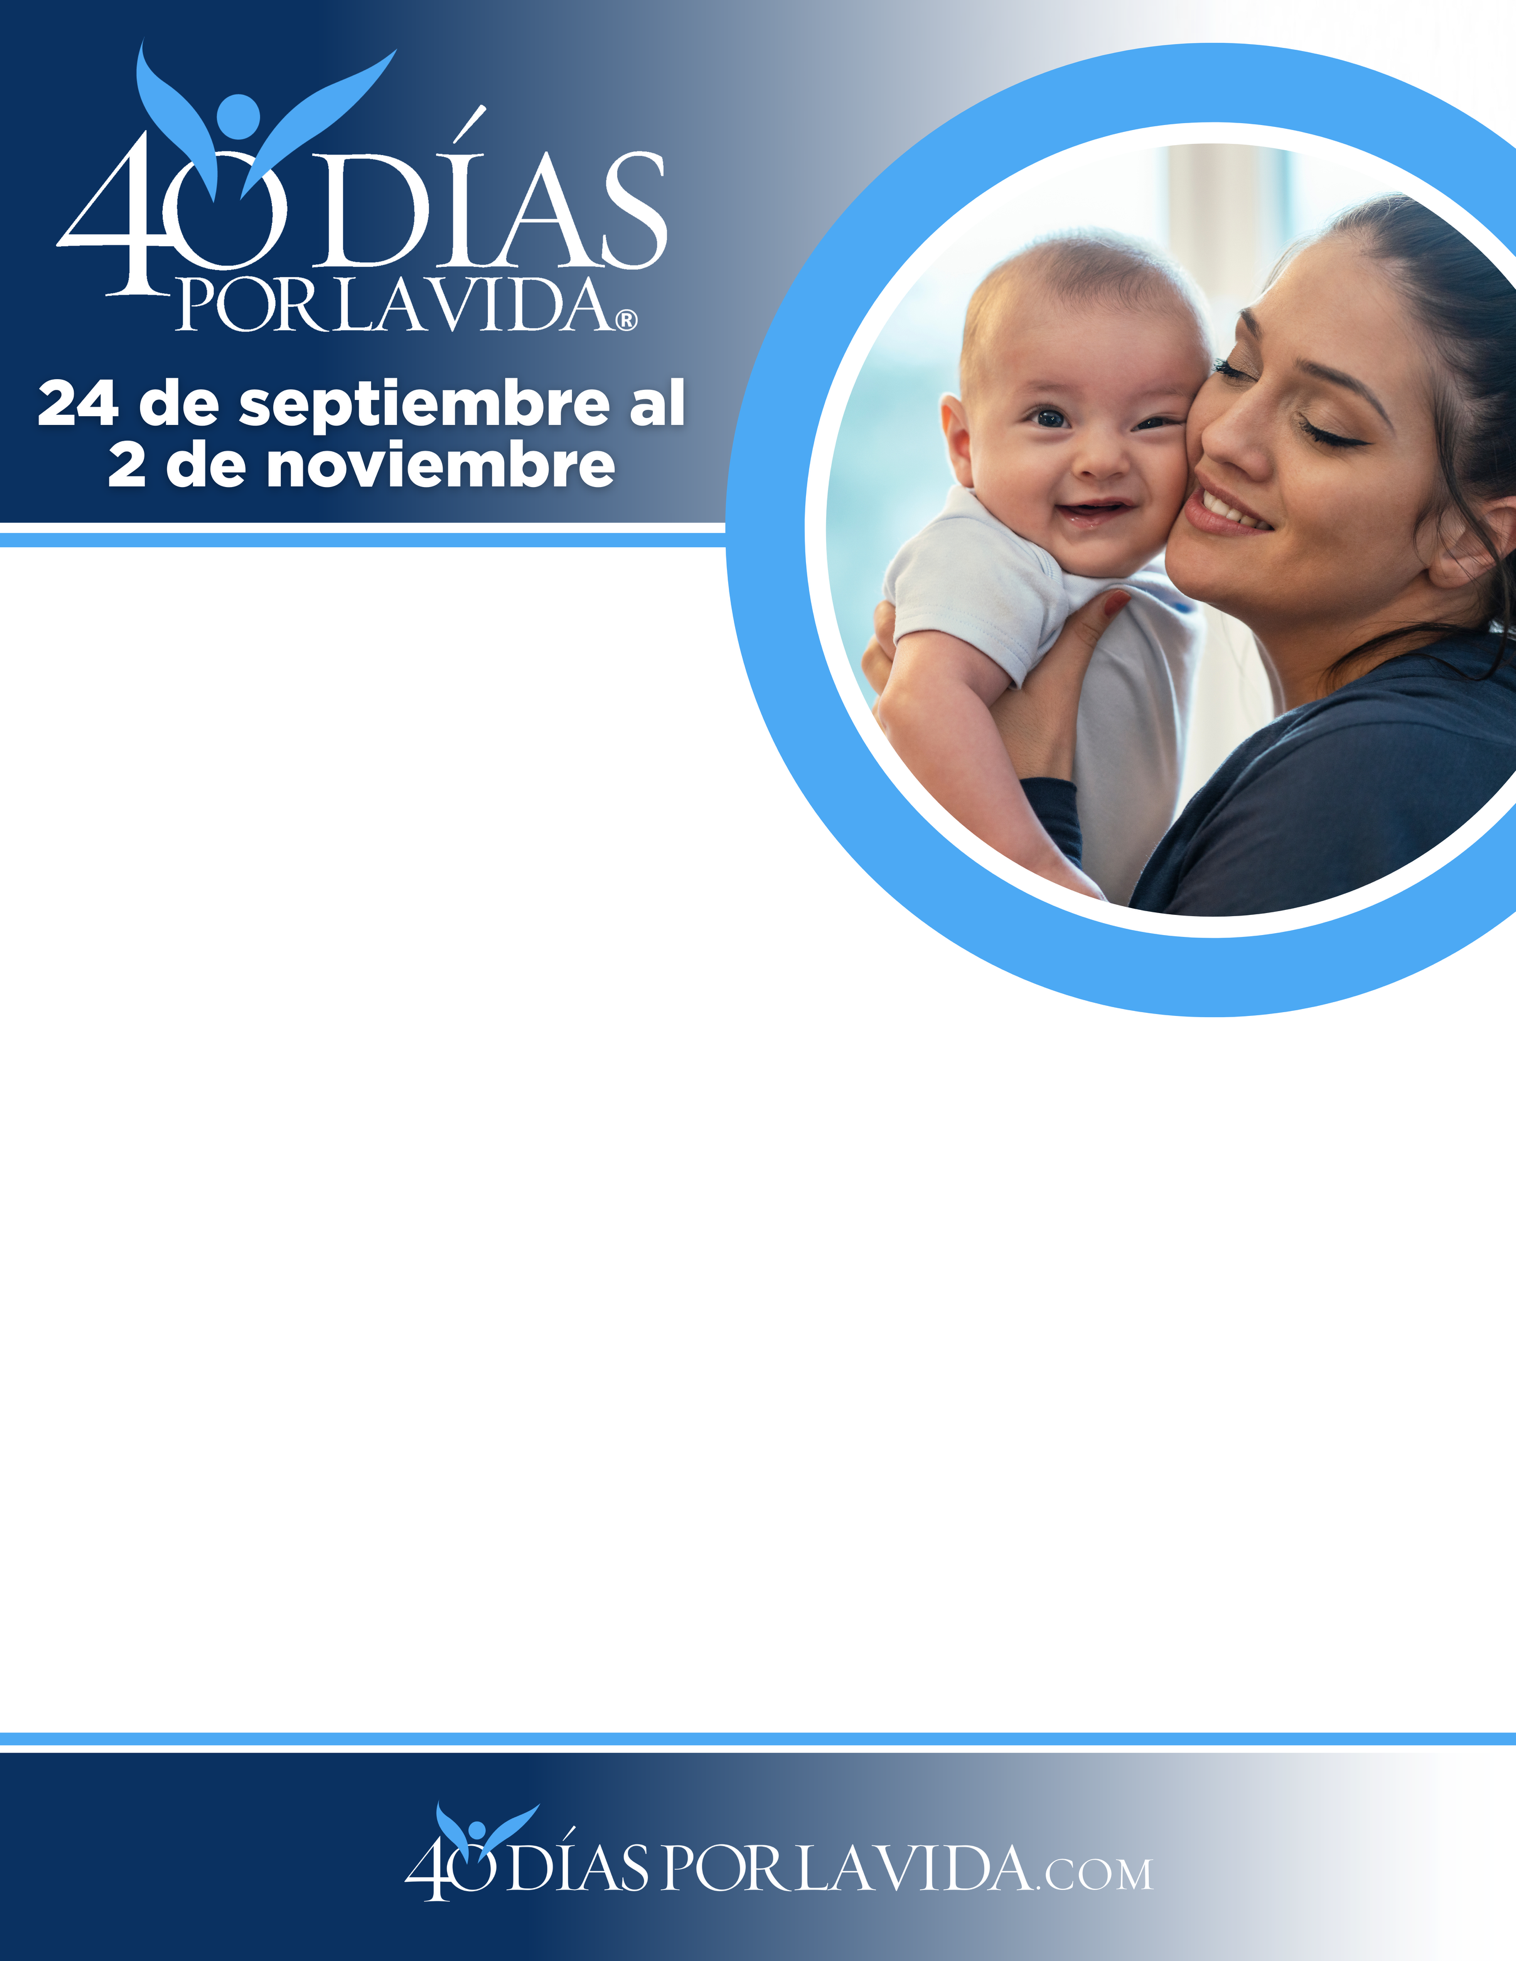 40 DÍAS
POR LA VIDA®
24 de septiembre al
2 de noviembre
40 DÍAS POR LA VIDA.COM